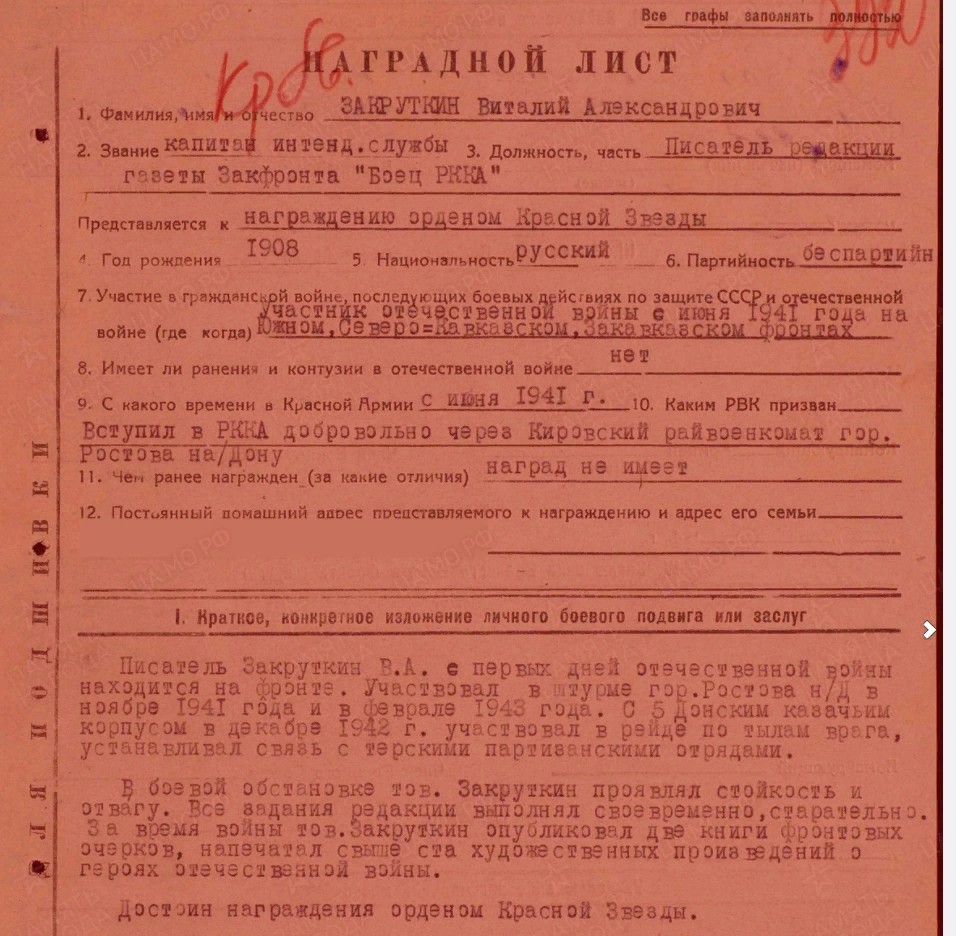 Все графы заполнять полностью
Кр Зв.
НАГРАДНОЙ ЛИСТ
1. Фамилия, имя и отчество ЗАКРУТКИН Виталий Александрович
2. Звание капитан интенд.службы 3. Должность, часть Писатель редакции
газеты Закфронта "Боец РККА"
Представляется к награждению орденом Красной Звезды
4. Год рождения 1908 5. Национальность русский 6. Партийность беспартийн
7. Участие в гражданской войне, последующих боевых действиях по защите СССР и отечественной
участник отечественной войны с июня 1941 года на
войне (где когда) Южном,Северо=Кавказском,Закавказском фронтах
8. Имеет ли ранения и контузии в отечественной войне нет
9. С какого времени в Красной Армии с июня 1941 г. 10. Каким РВК призван
Вступил в РККА добровольно через Кировский райвоенкомат гор.
Ростова на/Дону
11. Чем ранее награжден (за какие отличия) наград не имеет
12. Постоянный домашний адрес представляемого к награждению и адрес его семьи
I. Краткое, конкретное изложение личного боевого подвига или заслуг
Писатель Закруткин В.А. с первых дней отечественной войны
находится на фронте. Участвовал в штурме гор.Ростова н/Д в
ноябре 1941 года и в феврале 1943 года. С 5 Донским казачьим
корпусом в декабре 1942 г. участвовал в рейде по тылам врага,
устанавливал связь с терскими партизанскими отрядами.
В боевой обстановке тов. Закруткин проявлял стойкость и
отвагу. Все задания редакции выполнял своевременно,старательно.
За время войны тов.Закруткин опубликовал две книги фронтовых
очерков, напечатал свыше ста художественных произведений о
героях отечественной войны.
Достоин награждения орденом Красной Звезды.
ДЛЯ ПОДШИВКИ
ЦАМО.РФ